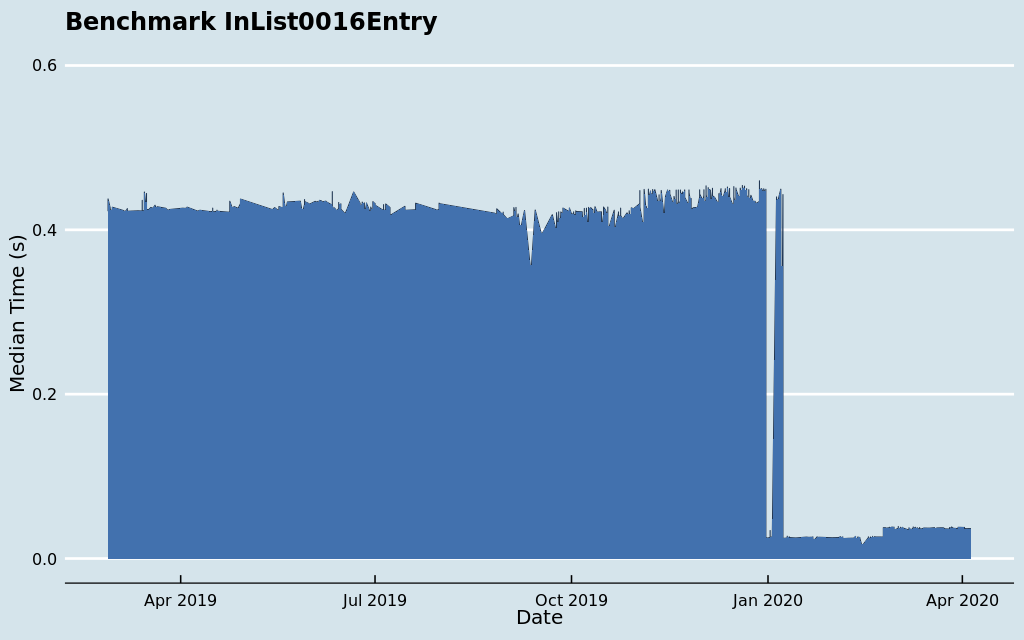 Benchmark InList0016Entry
Median Time (s)
0.6
0.4
0.2
0.0
Apr 2019
Jul 2019
Oct 2019
Jan 2020
Apr 2020
Date